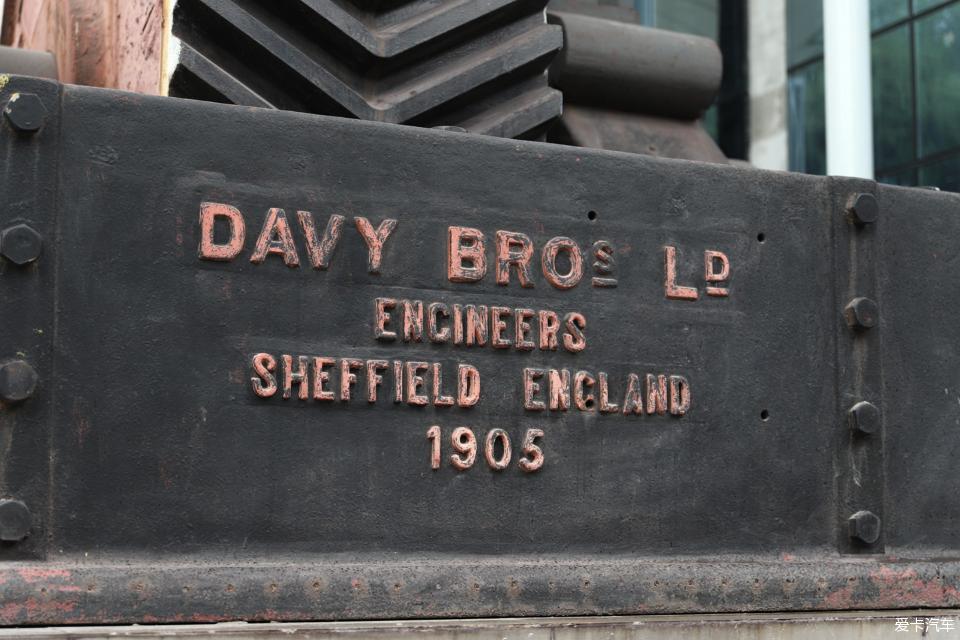 DAVY BROS LD
ENGINEERS
SHEFFIELD ENGLAND
1905
爱卡汽车